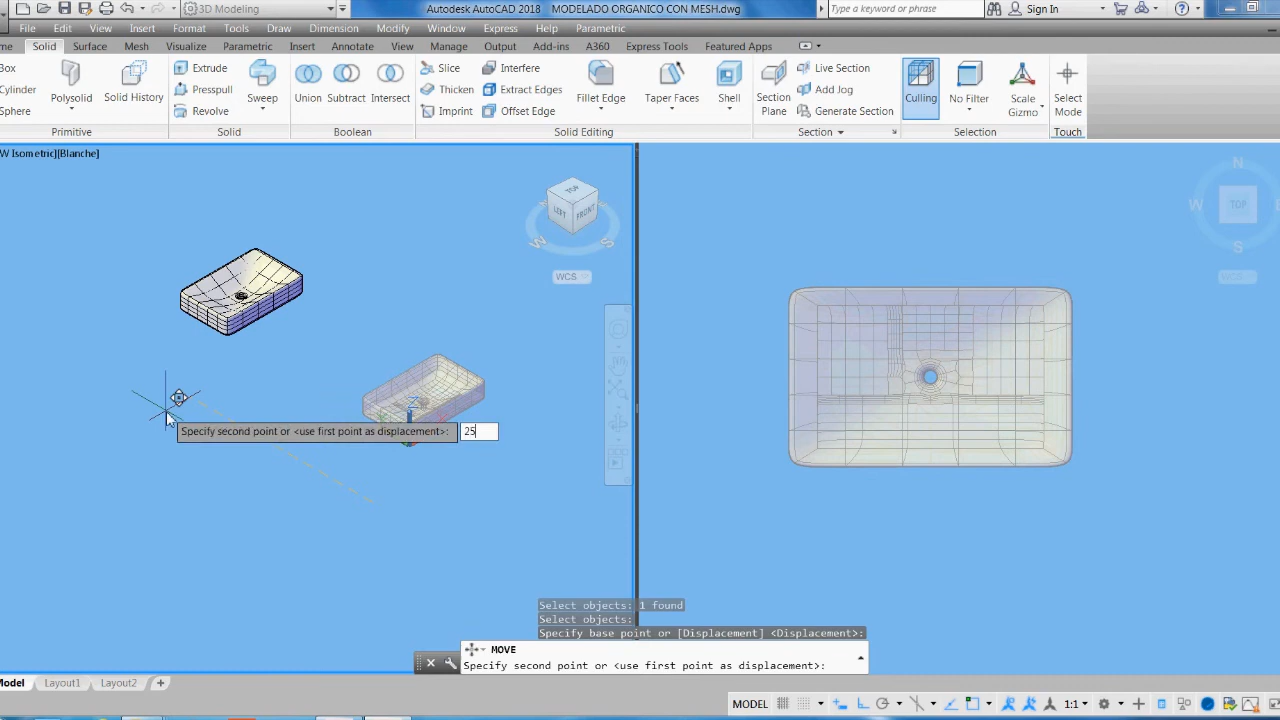 3D Modeling
Autodesk AutoCAD 2018 MODELADO ORGANICO CON MESH.dwg
Type a keyword or phrase
Sign In
File Edit View Insert Format Tools Draw Dimension Modify Window Express Help Parametric
me Solid Surface Mesh Visualize Parametric Insert Annotate View Manage Output Add-ins A360 Express Tools Featured Apps
Box
Cylinder
Sphere
Polysolid
Solid History
Extrude
Presspull
Revolve
Sweep
Union
Subtract
Intersect
Slice
Thicken
Imprint
Interfere
Extract Edges
Offset Edge
Fillet Edge
Taper Faces
Shell
Section
Plane
Live Section
Add Jog
Generate Section
Culling
No Filter
Scale
Gizmo
Select
Mode
Primitive
Solid
Boolean
Solid Editing
Section
Selection
Touch
W Isometric][Blanche]
TOP
LEFT
FRONT
W
S
WCS
N
W
TOP
S
WCS
Specify second point or <use first point as displacement>: 25
Select objects: 1 found
Select objects:
Specify base point or [Displacement] <Displacement>:
MOVE
Specify second point or <use first point as displacement>:
Model Layout1 Layout2 +
MODEL
1:1